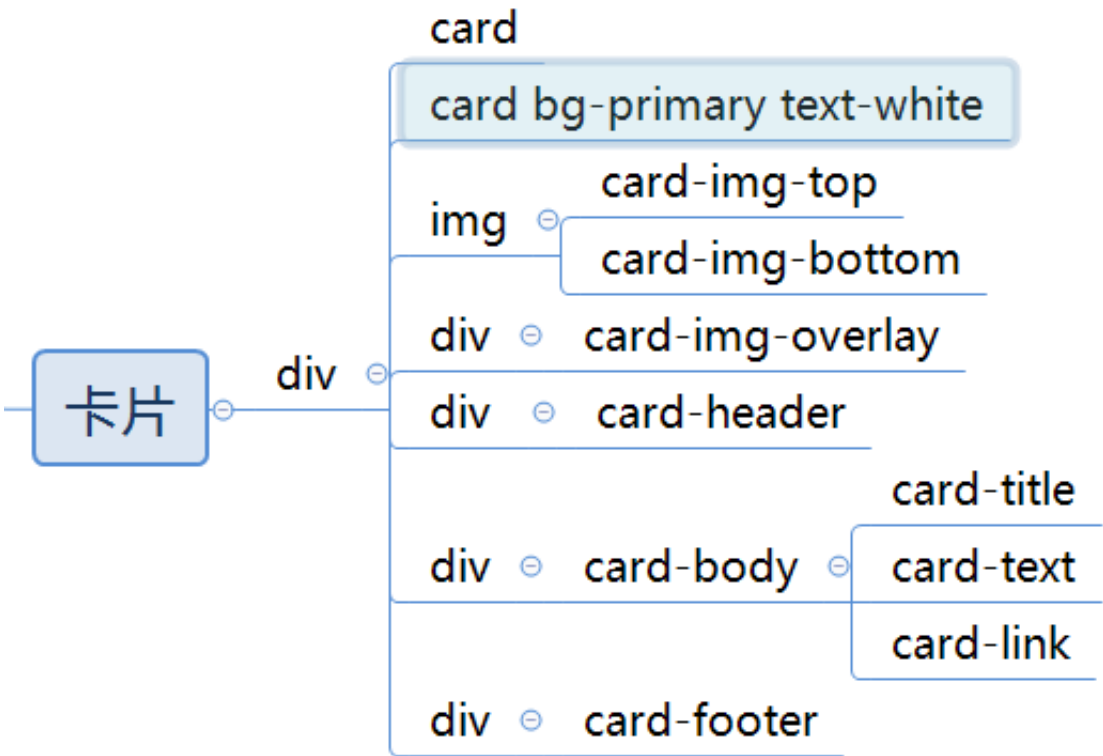 card
card bg-primary text-white
img
card-img-top
card-img-bottom
div card-img-overlay
卡片
div
div card-header
div card-body
card-title
card-text
card-link
div card-footer